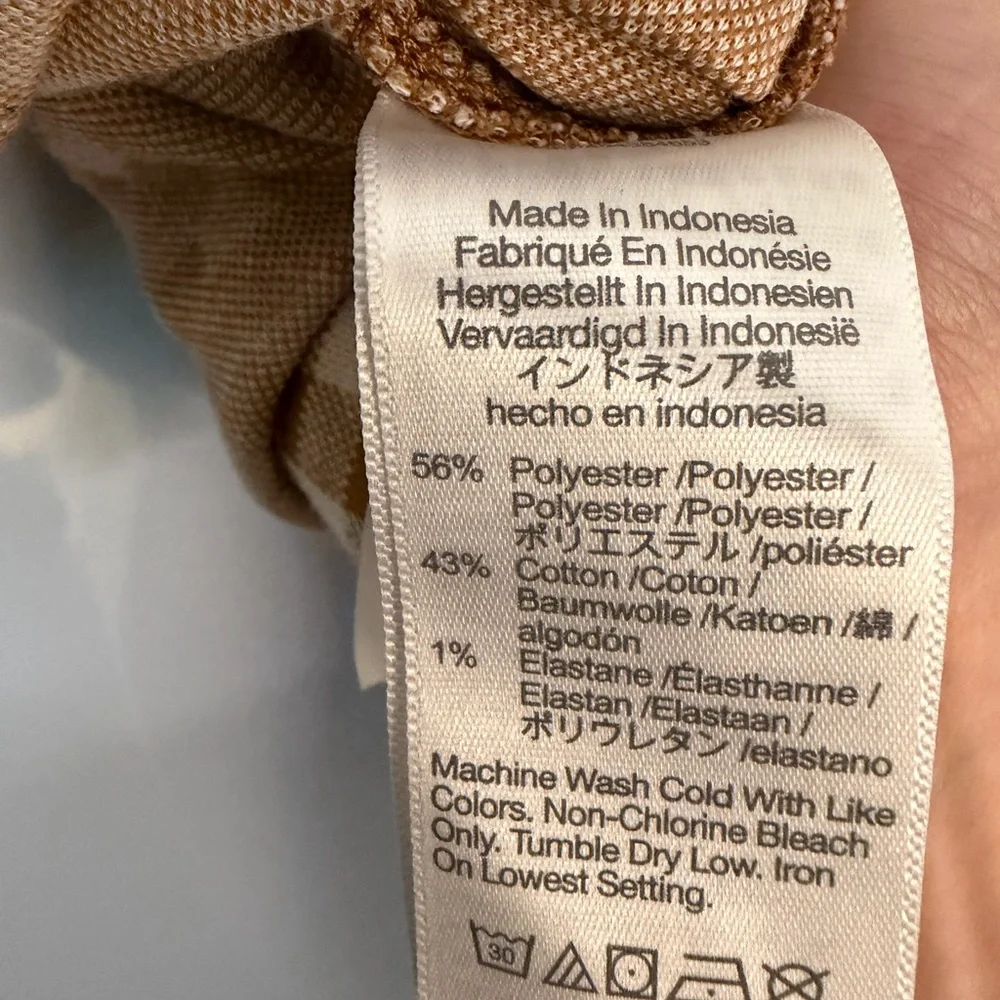 Made In Indonesia
Fabriqué En Indonésie
Hergestellt In Indonesien
Vervaardigd In Indonesië
インドネシア製
hecho en indonesia
56% Polyester /Polyester /
Polyester /Polyester /
ポリエステル /poliéster
43% Cotton /Coton /
Baumwolle /Katoen /綿 /
algodón
1% Elastane /Élasthanne /
Elastan /Elastaan /
ポリウレタン /elastano
Machine Wash Cold With Like
Colors. Non-Chlorine Bleach
Only. Tumble Dry Low. Iron
On Lowest Setting.
30